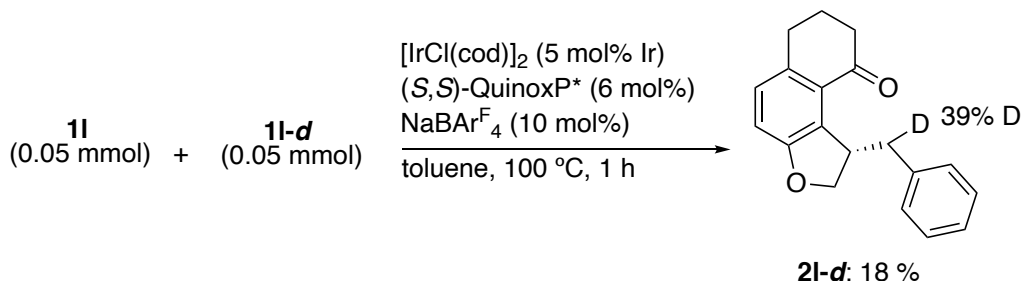 1l
(0.05 mmol)
+
1l-d
(0.05 mmol)
[IrCl(cod)]2 (5 mol% Ir)
(S,S)-QuinoxP* (6 mol%)
NaBArF4 (10 mol%)
toluene, 100 ºC, 1 h
O
D 39% D
O
2l-d: 18 %